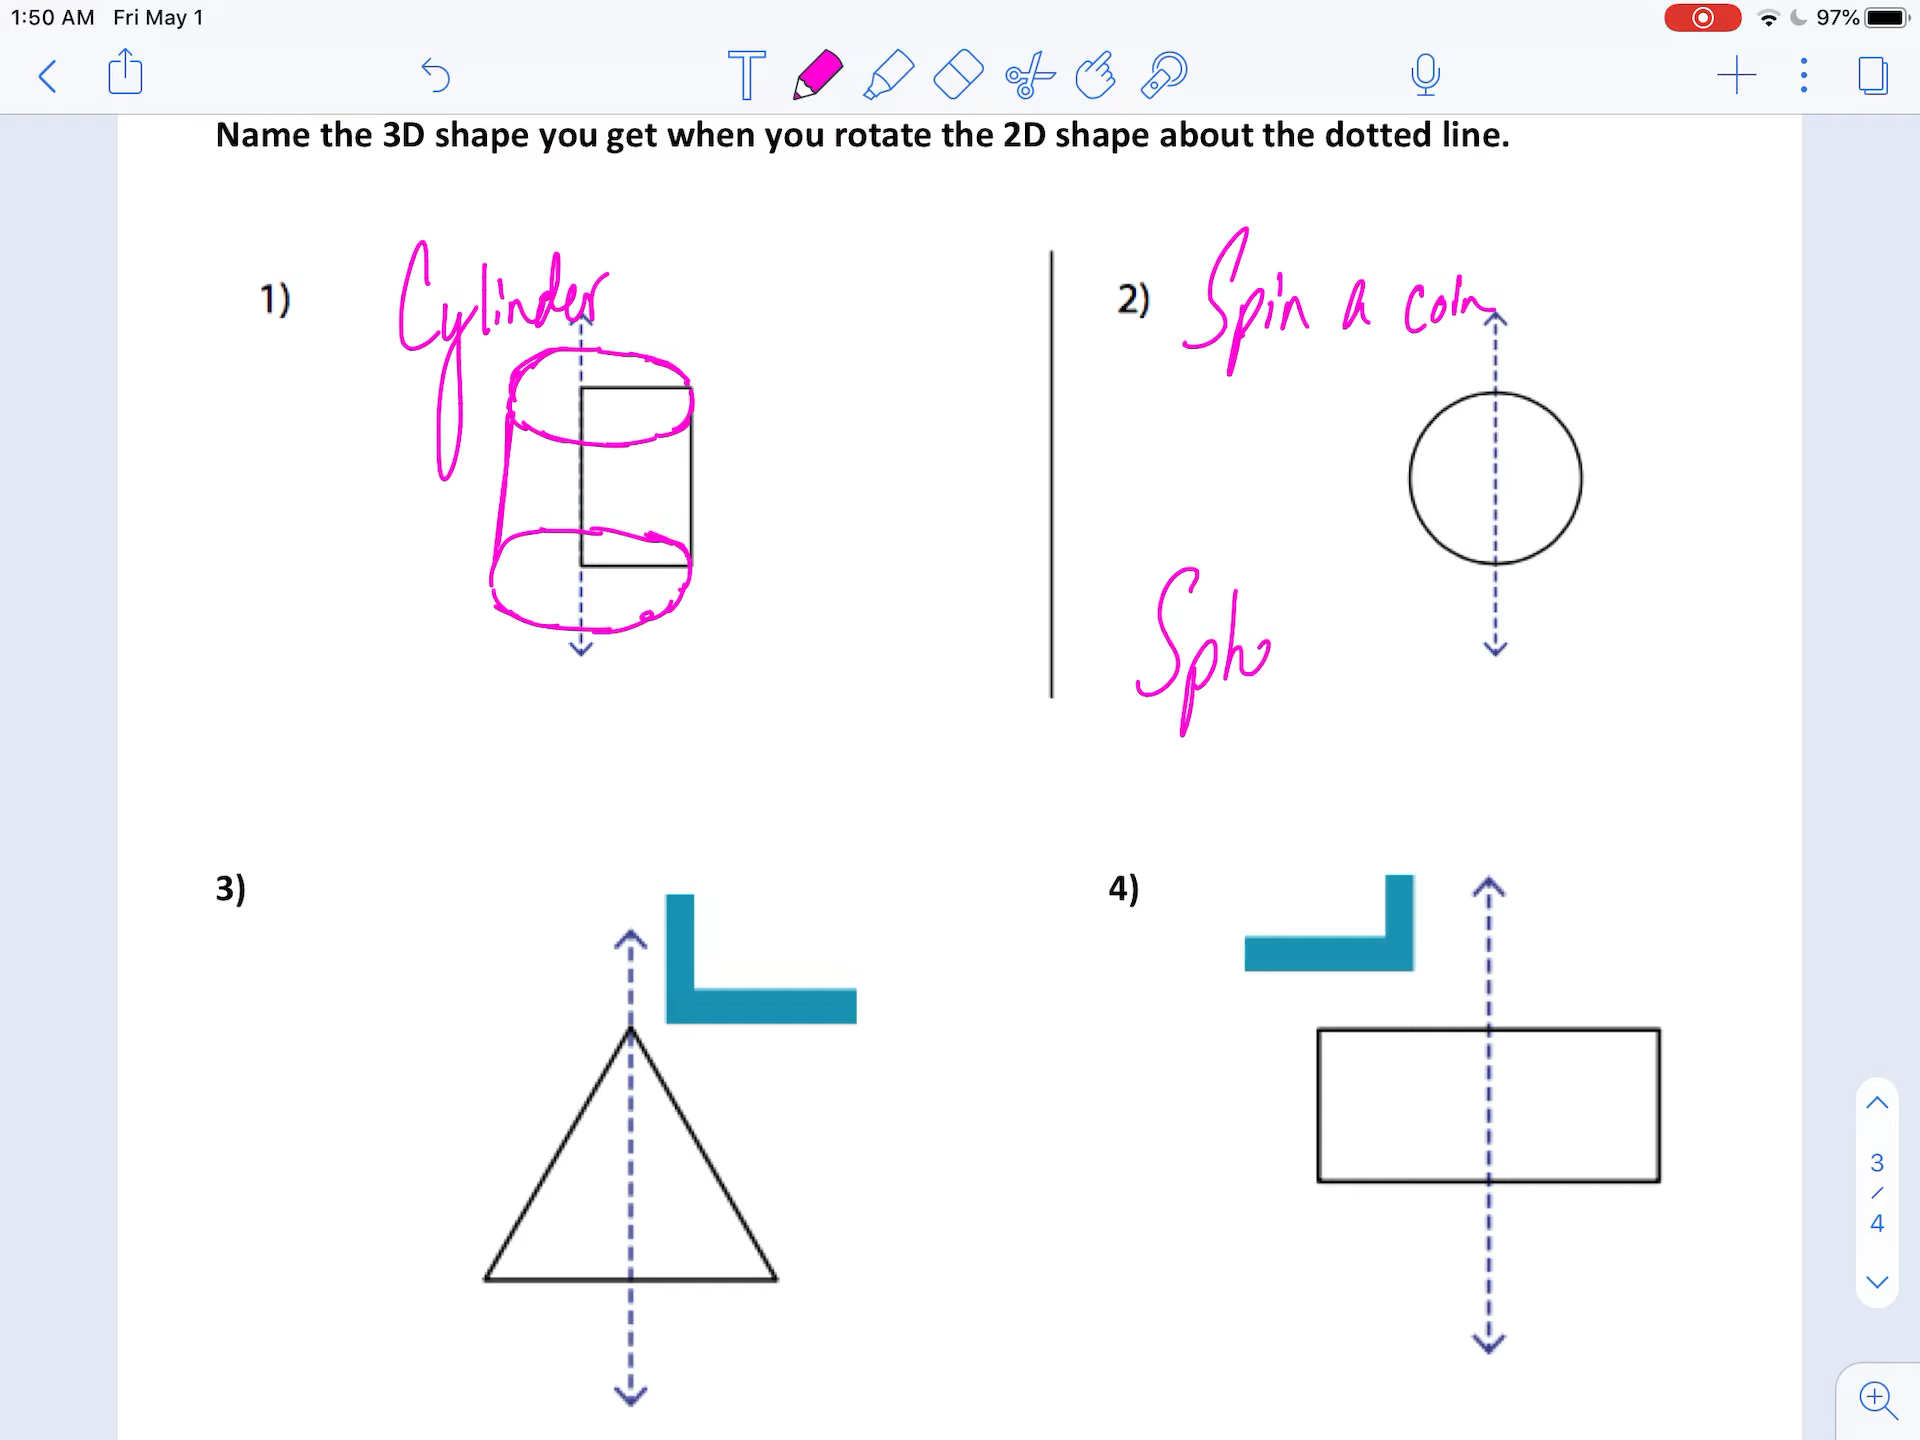 1:50 AM Fri May 1
97%
T
Name the 3D shape you get when you rotate the 2D shape about the dotted line.
1) Cylinder
2) Spin a coin
Sphe
3)
4)
3
/
4